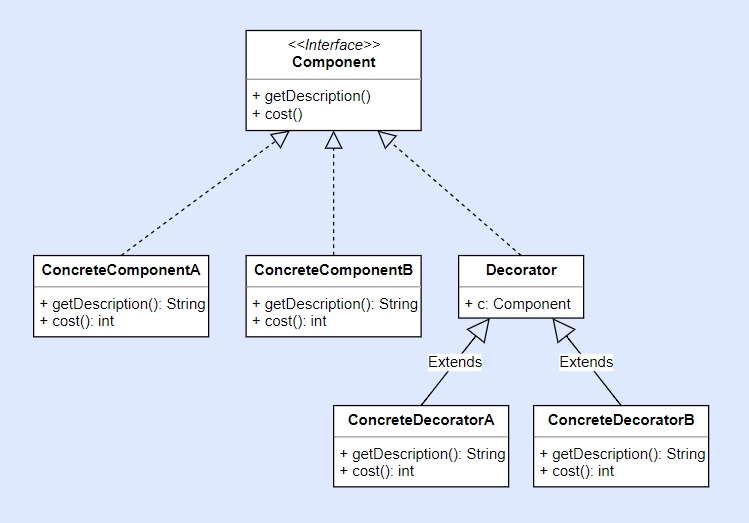 <<Interface>>
Component
+ getDescription()
+ cost()
ConcreteComponentA
+ getDescription(): String
+ cost(): int
ConcreteComponentB
+ getDescription(): String
+ cost(): int
Decorator
+ c: Component
Extends
Extends
ConcreteDecoratorA
+ getDescription(): String
+ cost(): int
ConcreteDecoratorB
+ getDescription(): String
+ cost(): int